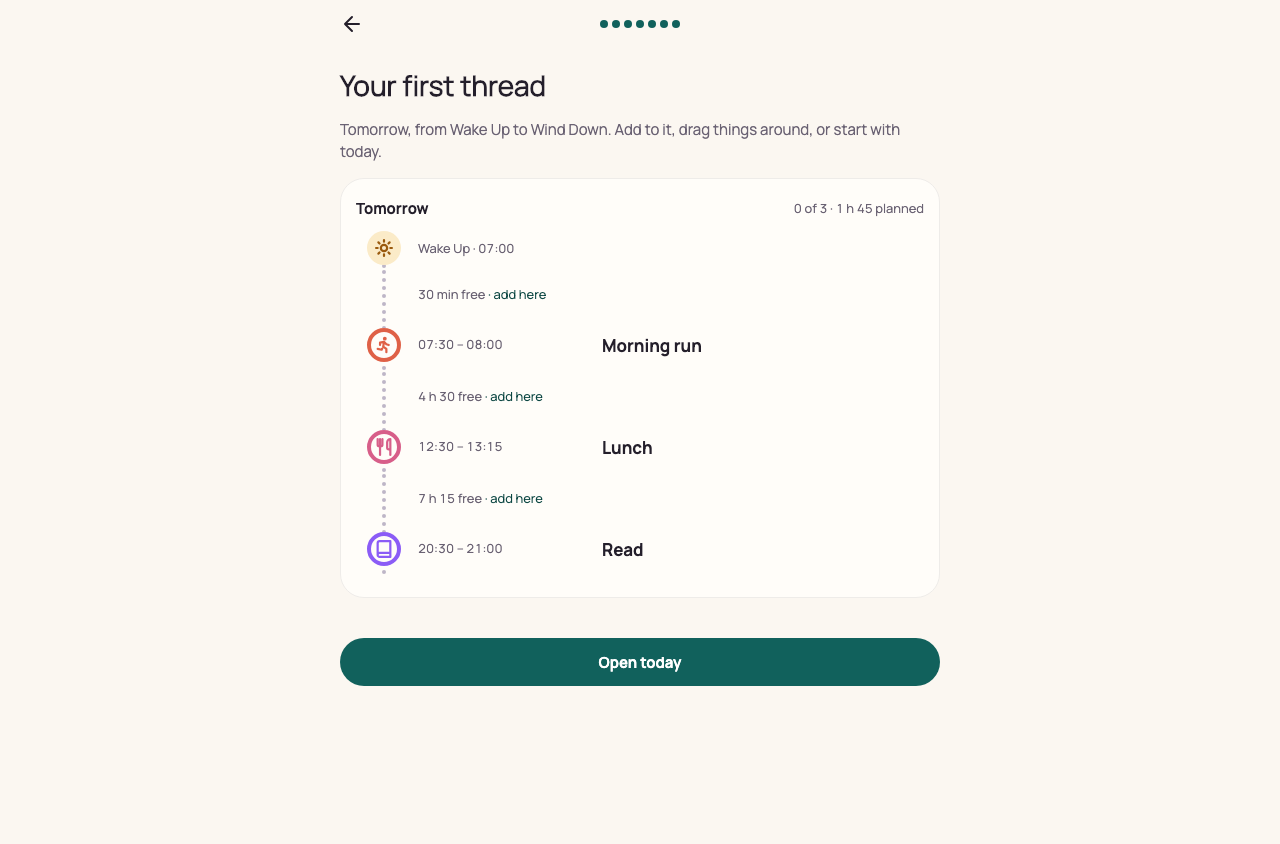 Your first thread
Tomorrow, from Wake Up to Wind Down. Add to it, drag things around, or start with
today.
Tomorrow
0 of 3 · 1 h 45 planned
Wake Up · 07:00
30 min free · add here
07:30 – 08:00
Morning run
4 h 30 free · add here
12:30 – 13:15
Lunch
7 h 15 free · add here
20:30 – 21:00
Read
Open today